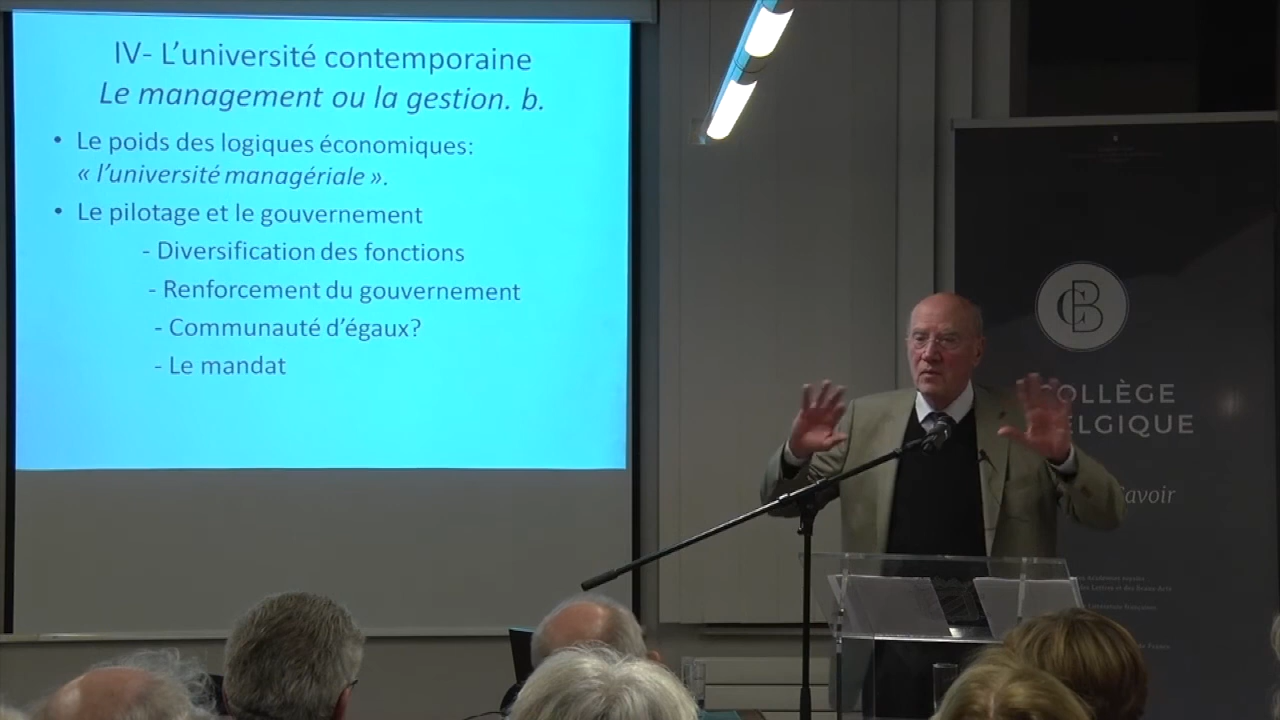 IV- L’université contemporaine
Le management ou la gestion. b.
• Le poids des logiques économiques:
« l’université managériale ».
• Le pilotage et le gouvernement
- Diversification des fonctions
- Renforcement du gouvernement
- Communauté d’égaux?
- Le mandat
CB
OLLÈGE
ELGIQUE
avoir